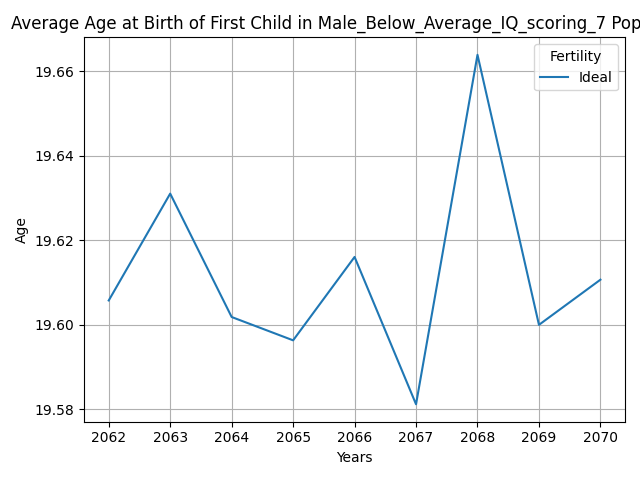 Average Age at Birth of First Child in Male_Below_Average_IQ_scoring_7 Pop
Fertility
Ideal
19.66
19.64
19.62
19.60
19.58
Age
2062 2063 2064 2065 2066 2067 2068 2069 2070
Years